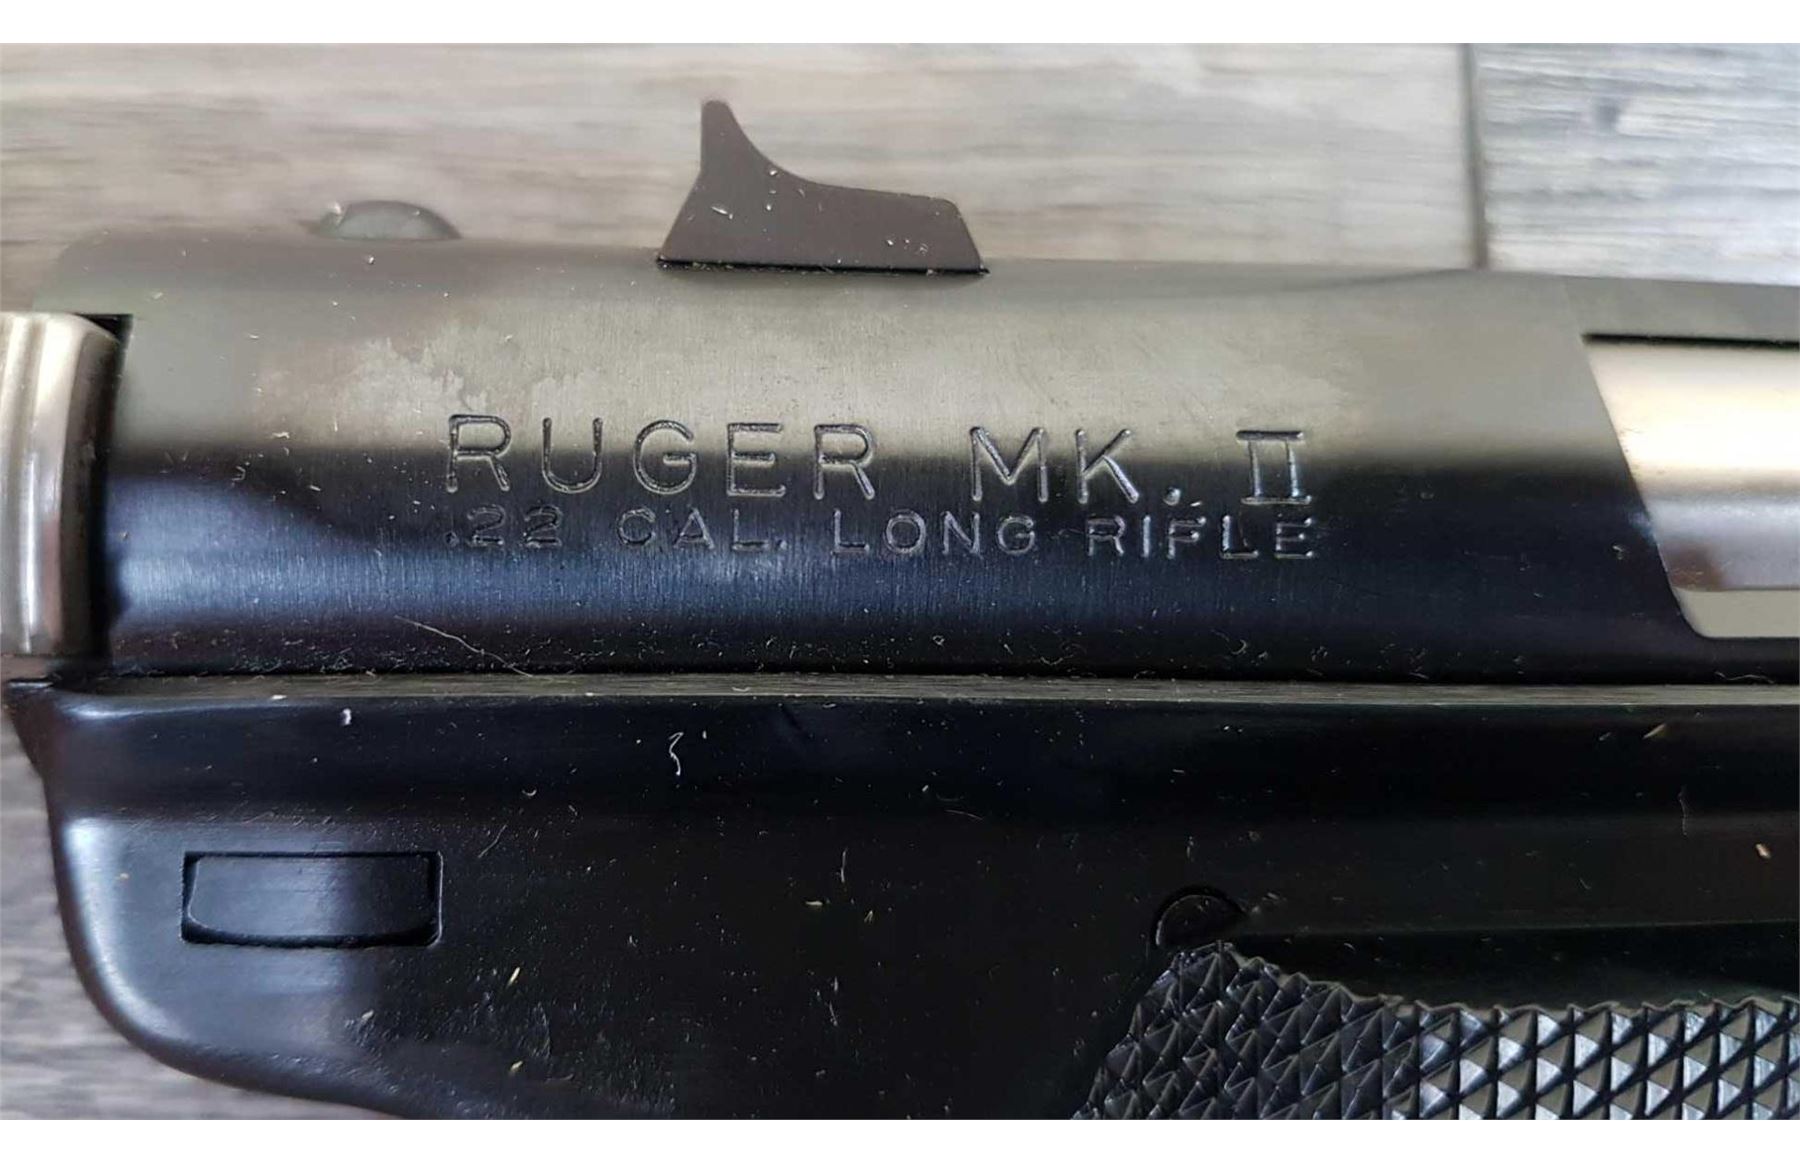 RUGER MK. II
.22 CAL. LONG RIFLE